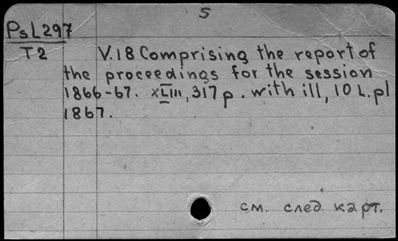 5
PsL297
T2 V.18 Comprising the report of
the proceedings for the session
1866-67. XLIII, 317 p. with ill, 10 L. pl
1867.
см. след. карт.